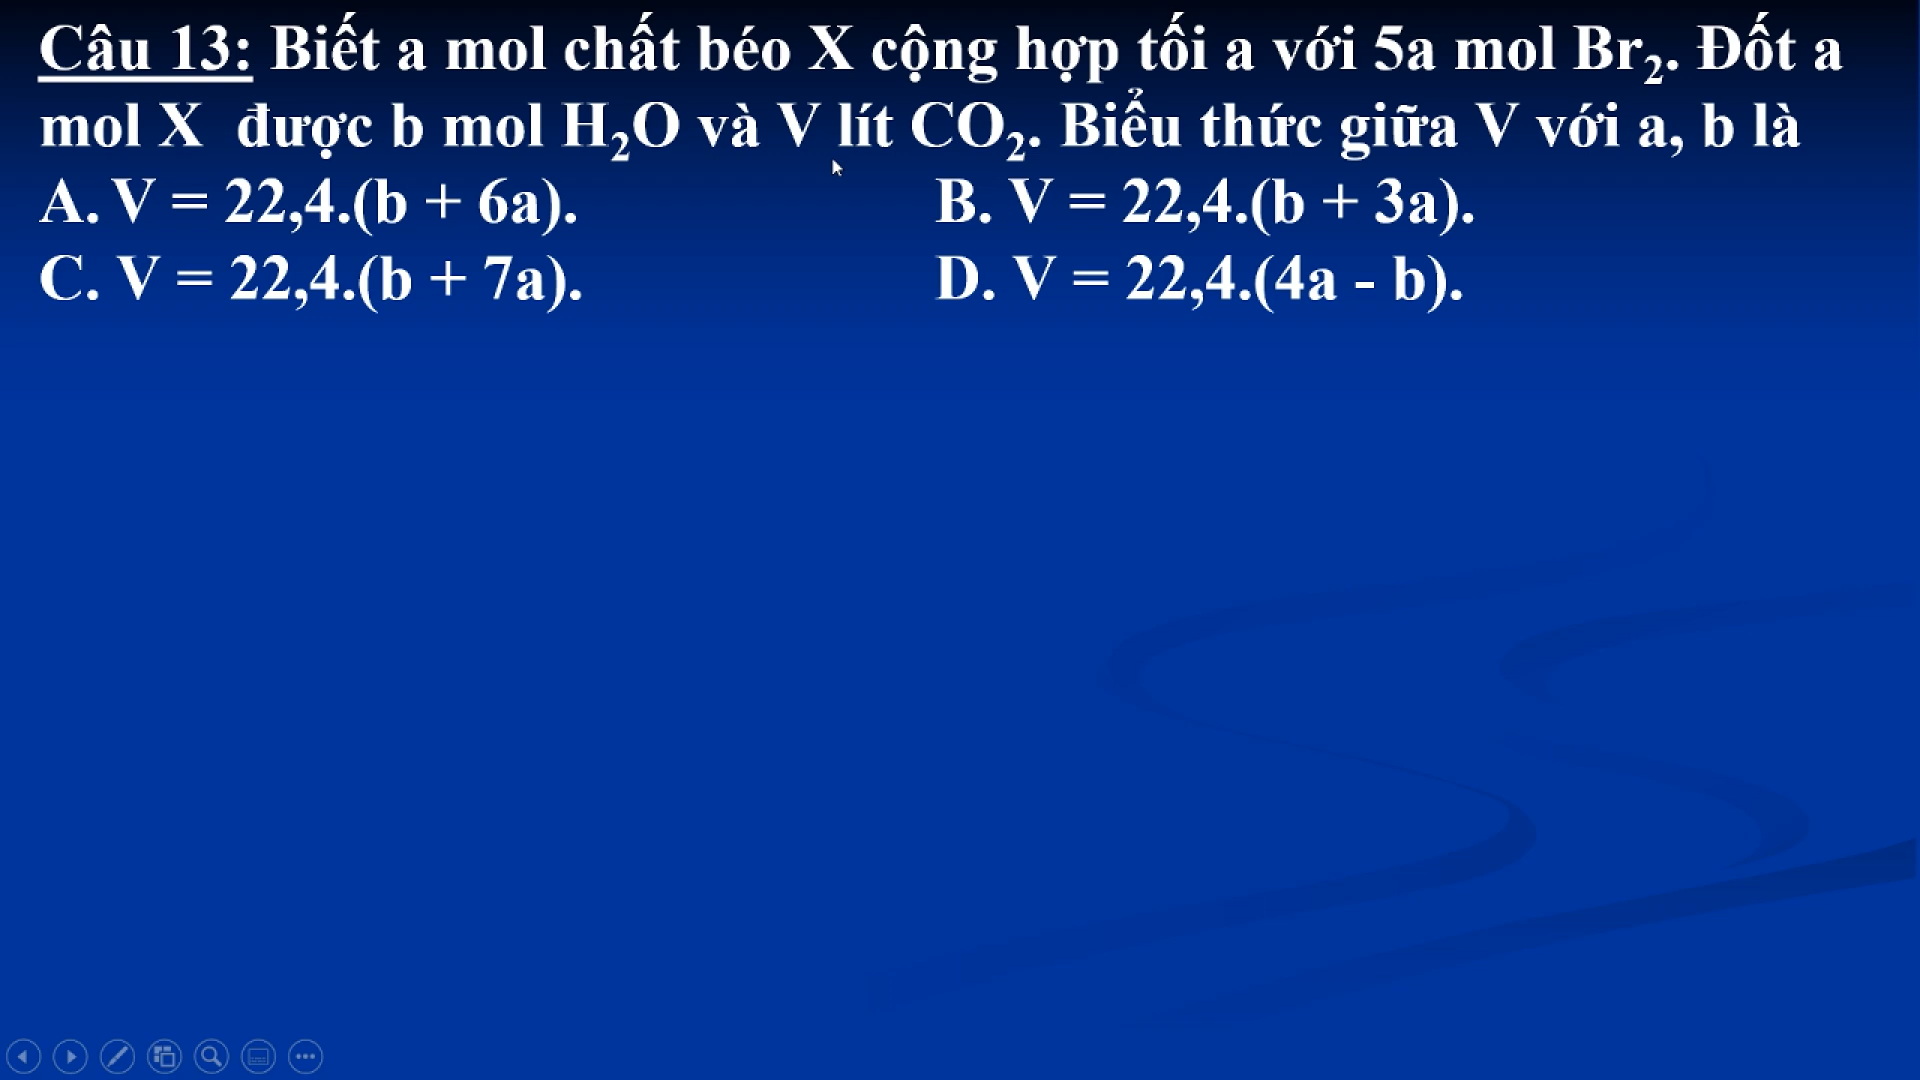 Câu 13: Biết a mol chất béo X cộng hợp tối a với 5a mol Br₂. Đốt a
mol X được b mol H₂O và V lít CO₂. Biểu thức giữa V với a, b là
A. V = 22,4.(b + 6a). B. V = 22,4.(b + 3a).
C. V = 22,4.(b + 7a). D. V = 22,4.(4a - b).